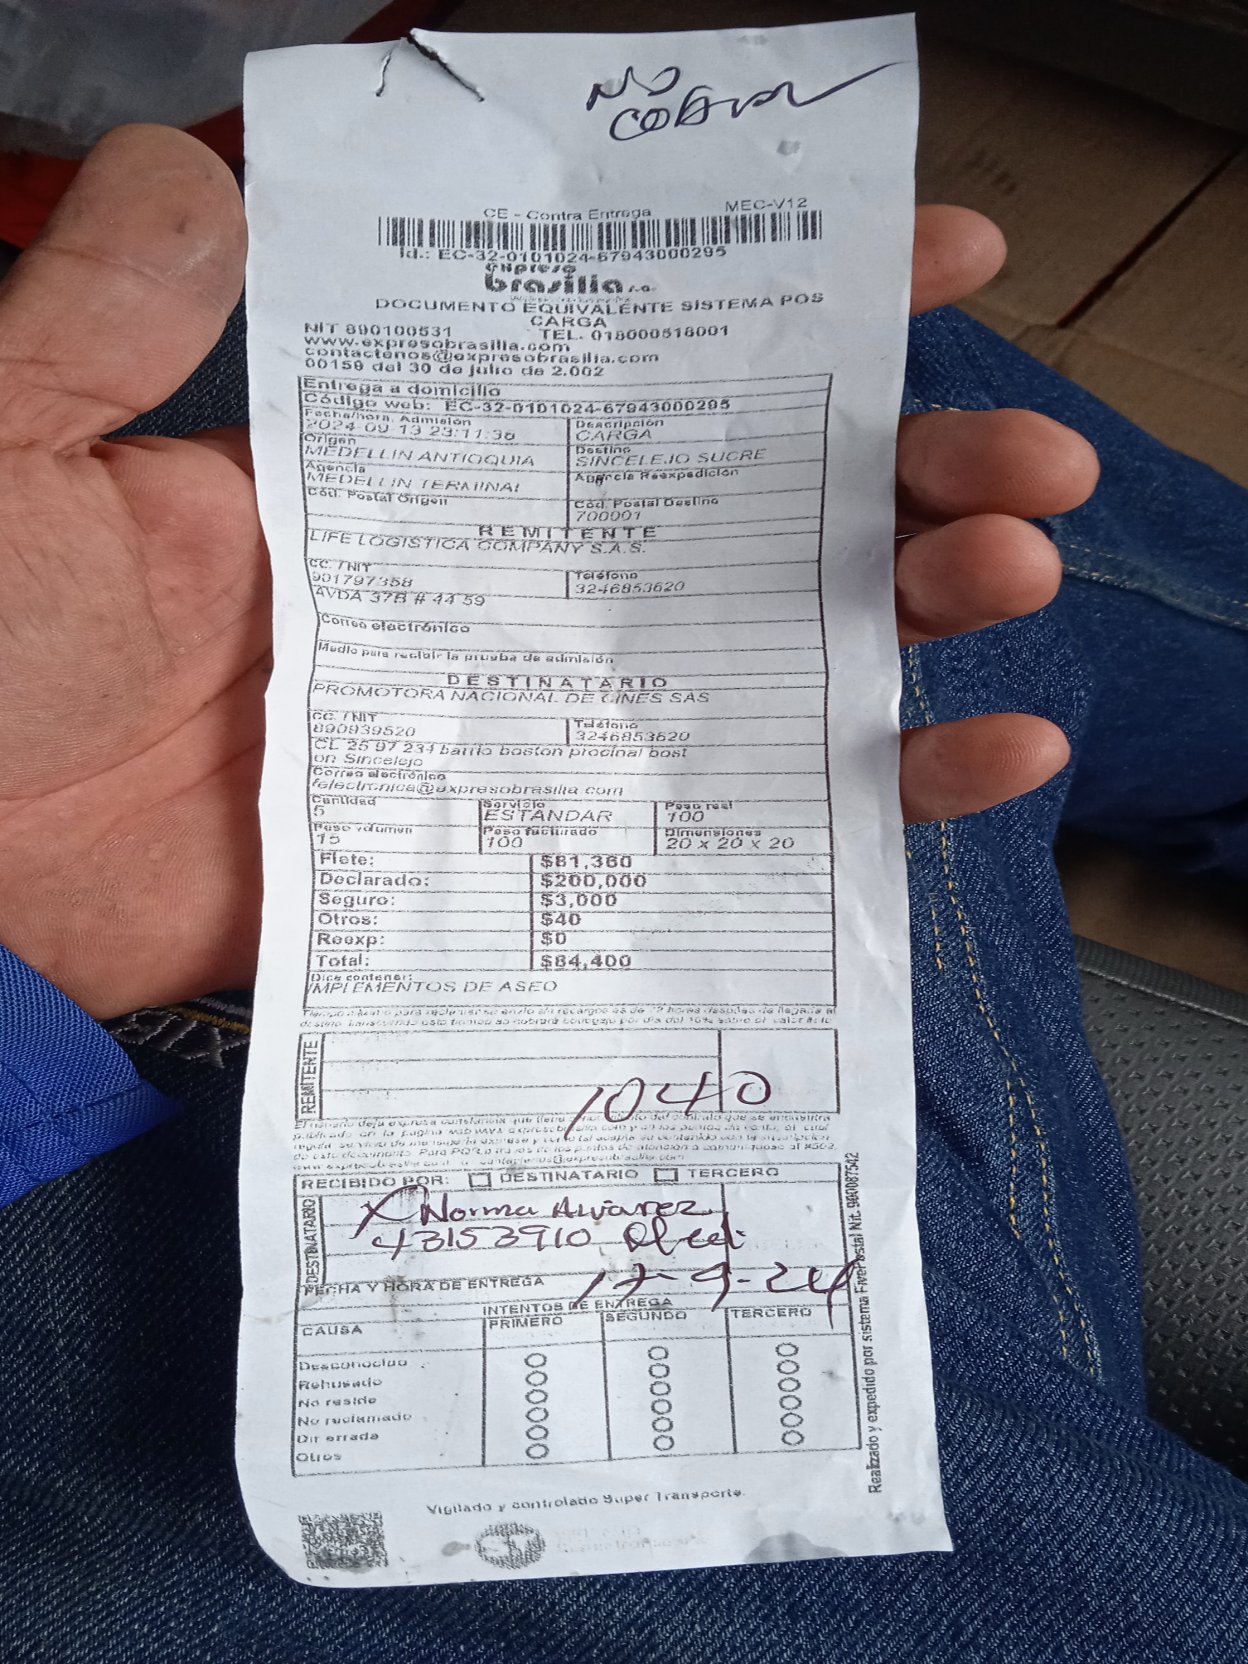 NO
COBrar
CE - Contra Entrega MEC-V12
Id.: EC-32-0101024-67943000295
expreso
brasilia s.a.
DOCUMENTO EQUIVALENTE SISTEMA POS
CARGA
NIT 890100531 TEL. 018000518001
www.expresobrasilia.com
contactenos@expresobrasilia.com
00159 del 30 de julio de 2.002
Entrega a domicilio
Código web: EC-32-0101024-67943000295
Fecha/hora Admisión Descripción
2024-09-13 23:11:36 CARGA
Origen Destino
MEDELLIN ANTIOQUIA SINCELEJO SUCRE
Agencia Agencia Reexpedición
MEDELLIN TERMINAL
Cód. Postal Origen Cód. Postal Destino
700001
REMITENTE
LIFE LOGISTICA COMPANY S.A.S.
CC. / NIT Teléfono
901797358 3246853620
AVDA 37B # 44 59
Correo electrónico
Medio para recibir la prueba de admisión
DESTINATARIO
PROMOTORA NACIONAL DE CINES SAS
CC. / NIT Teléfono
890939520 3246853620
CL 25 97 234 barrio boston procinal bost
on Sincelejo
Correo electrónico
felectronica@expresobrasilia.com
Cantidad Servicio Peso real
5 ESTANDAR 100
Peso volumen Peso facturado Dimensiones
15 100 20 x 20 x 20
Flete: $81,360
Declarado: $200,000
Seguro: $3,000
Otros: $40
Reexp: $0
Total: $84,400
Dice contener:
IMPLEMENTOS DE ASEO
REMITENTE
1040
RECIBIDO POR: DESTINATARIO TERCERO
DESTINATARIO
X Norma Alvarez
43153910
FECHA Y HORA DE ENTREGA 17-9-24
INTENTOS DE ENTREGA
CAUSA PRIMERO SEGUNDO TERCERO
Desconocido
Rehusado
No reside
No reclamado
Dir errada
Otros
Realizado y expedido por sistema FivePostal Nit. 900087542
Vigilado y controlado Super Transporte.